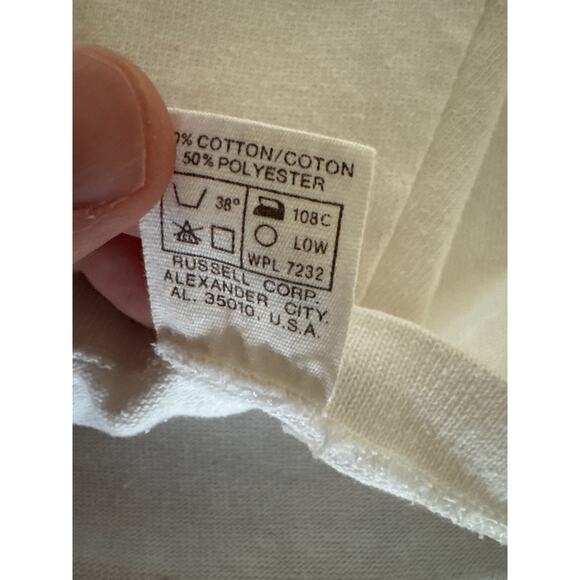 0% COTTON/COTON
50% POLYESTER
38° 108C
LOW
WPL 7232
RUSSELL CORP.
ALEXANDER CITY.
AL. 35010. U.S.A.